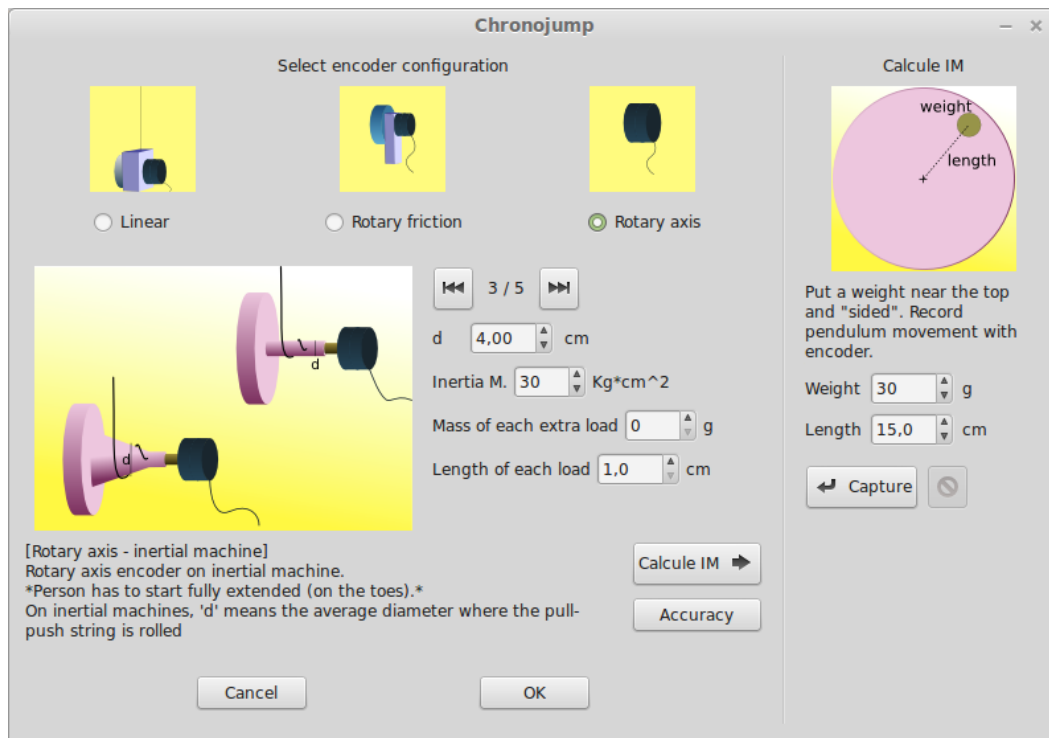 Chronojump
Select encoder configuration
Linear
Rotary friction
Rotary axis
3 / 5
d 4,00 cm
Inertia M. 30 Kg*cm^2
Mass of each extra load 0 g
Length of each load 1,0 cm
d
d
[Rotary axis - inertial machine]
Rotary axis encoder on inertial machine.
*Person has to start fully extended (on the toes).*
On inertial machines, 'd' means the average diameter where the pull-
push string is rolled
Calcule IM
Accuracy
Cancel
OK
Calcule IM
weight
length
Put a weight near the top
and "sided". Record
pendulum movement with
encoder.
Weight 30 g
Length 15,0 cm
Capture